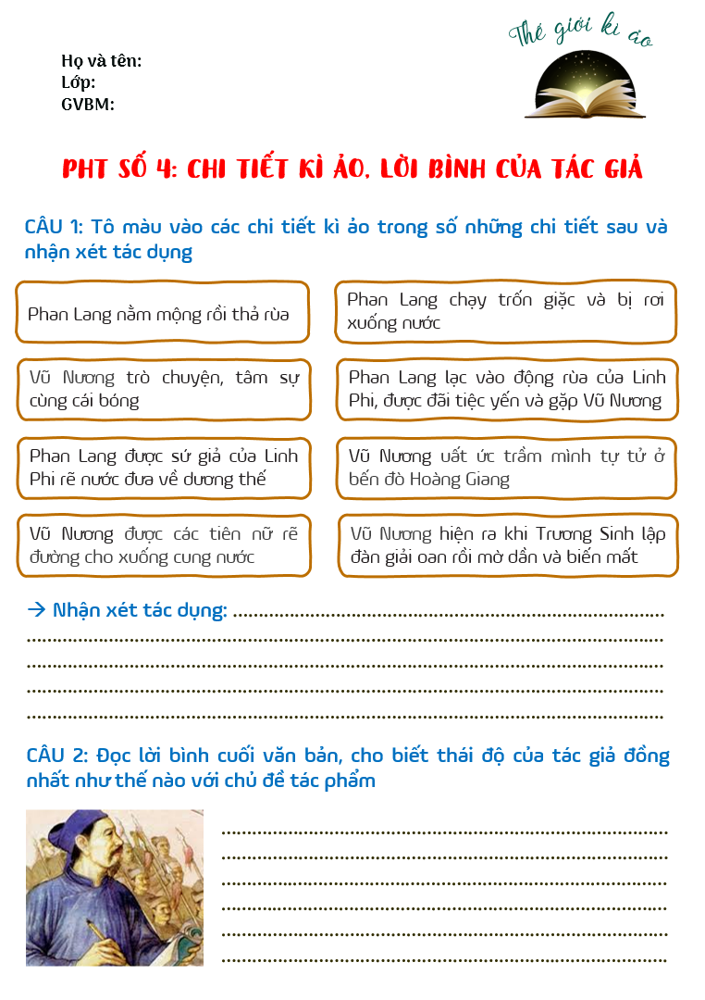 Thế giới kì ảo
Họ và tên:
Lớp:
GVBM:
PHT SỐ 4: CHI TIẾT KÌ ẢO, LỜI BÌNH CỦA TÁC GIẢ
CÂU 1: Tô màu vào các chi tiết kì ảo trong số những chi tiết sau và
nhận xét tác dụng
Phan Lang nằm mộng rồi thả rùa
Phan Lang chạy trốn giặc và bị rơi
xuống nước
Vũ Nương trò chuyện, tâm sự
cùng cái bóng
Phan Lang lạc vào động rùa của Linh
Phi, được đãi tiệc yến và gặp Vũ Nương
Phan Lang được sứ giả của Linh
Phi rẽ nước đưa về dương thế
Vũ Nương uất ức trầm mình tự tử ở
bến đò Hoàng Giang
Vũ Nương được các tiên nữ rẽ
đường cho xuống cung nước
Vũ Nương hiện ra khi Trương Sinh lập
đàn giải oan rồi mờ dần và biến mất
→ Nhận xét tác dụng: ................................................................................
................................................................................
................................................................................
................................................................................
................................................................................
CÂU 2: Đọc lời bình cuối văn bản, cho biết thái độ của tác giả đồng
nhất như thế nào với chủ đề tác phẩm
................................................................................
................................................................................
................................................................................
................................................................................
................................................................................
................................................................................